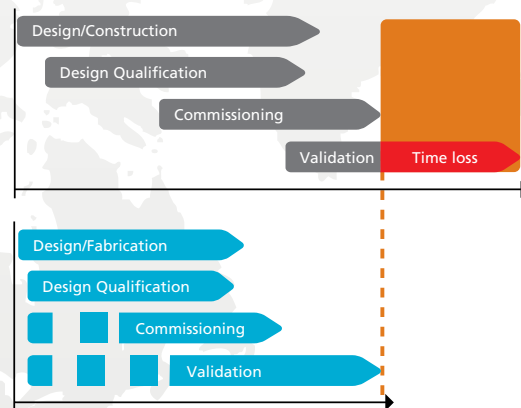 Design/Construction
Design Qualification
Commissioning
Validation
Time loss
Design/Fabrication
Design Qualification
Commissioning
Validation